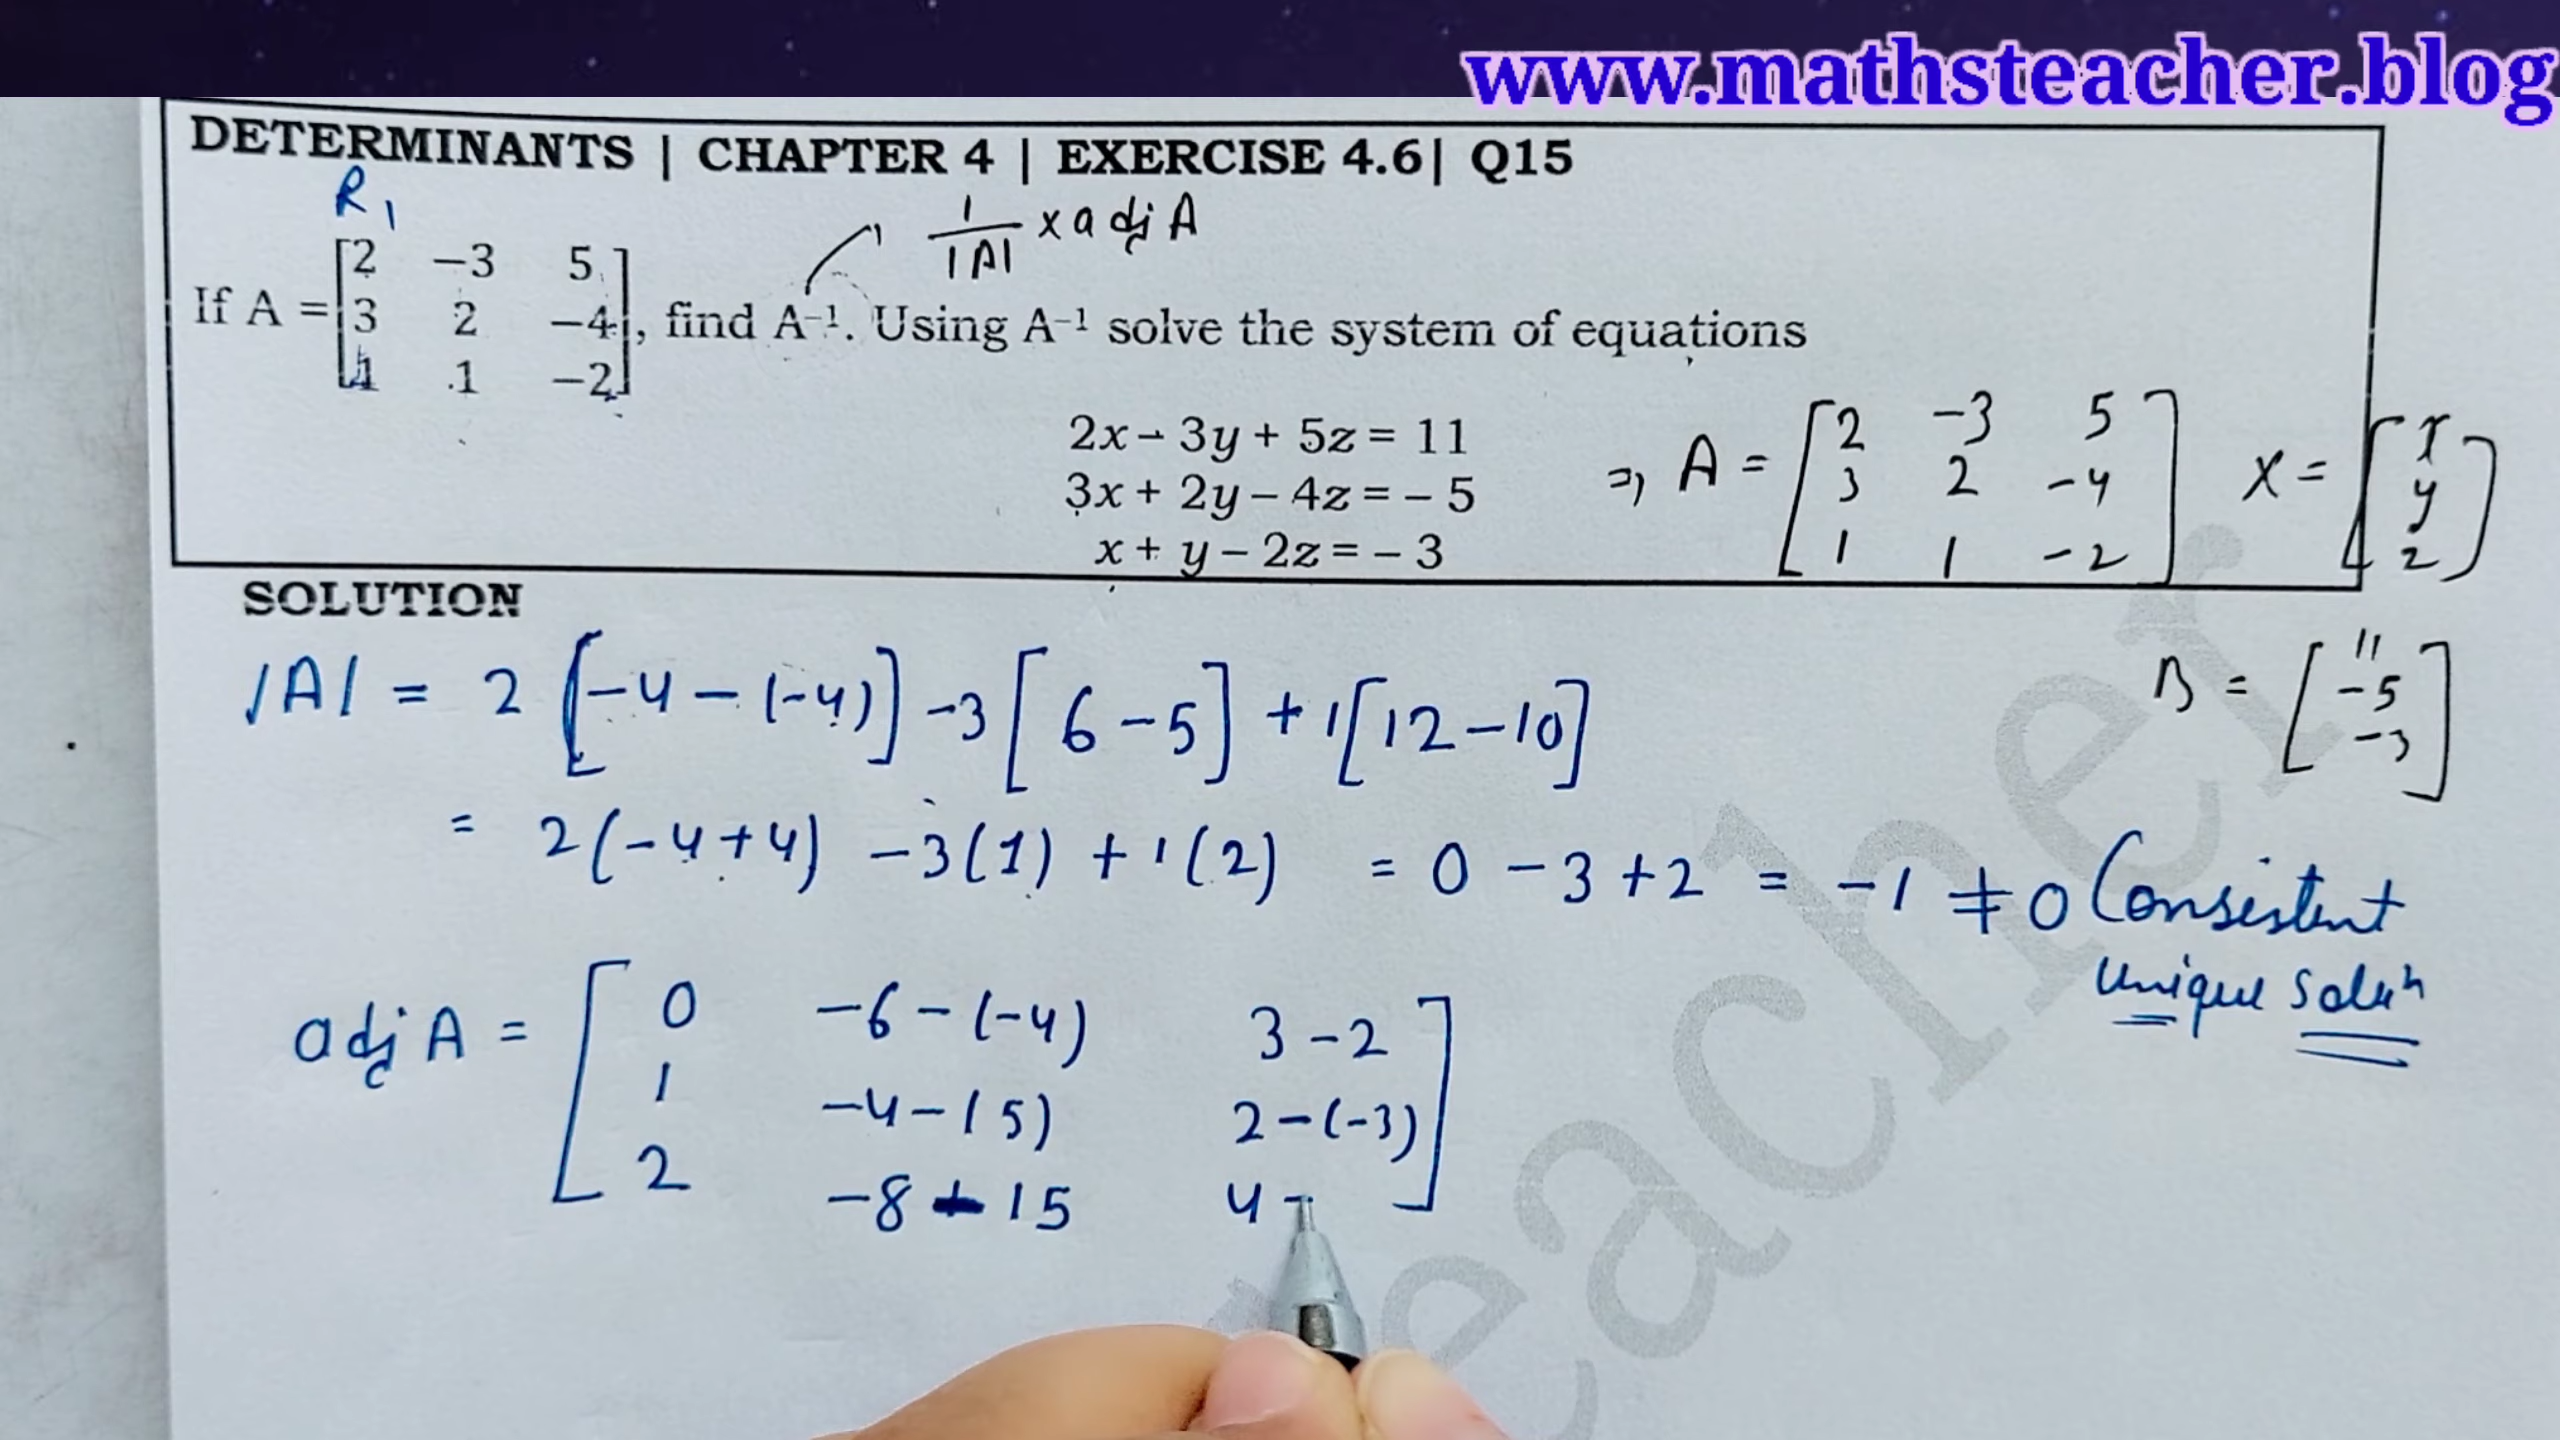 www.mathsteacher.blog
DETERMINANTS | CHAPTER 4 | EXERCISE 4.6| Q15
R₁
1/|A| x adj A
2 −3 5
If A = 3 2 −4 , find A⁻¹. Using A⁻¹ solve the system of equations
1 1 −2
2x − 3y + 5z = 11
3x + 2y − 4z = − 5
x + y − 2z = − 3
⇒ A = [2 −3 5
3 2 −4
1 1 −2]
X = [x
y
z]
B = [11
−5
−3]
SOLUTION
|A| = 2 [−4 − (−4)] −3 [6 − 5] + 1[12 − 10]
= 2(−4+4) −3(1) + 1(2) = 0 − 3 + 2 = −1 ≠ 0 Consistent
unique soluh
adj A = [0 −6 − (−4) 3 − 2
1 −4 − (5) 2 − (−3)
2 −8 + 15 4 −]
teacher